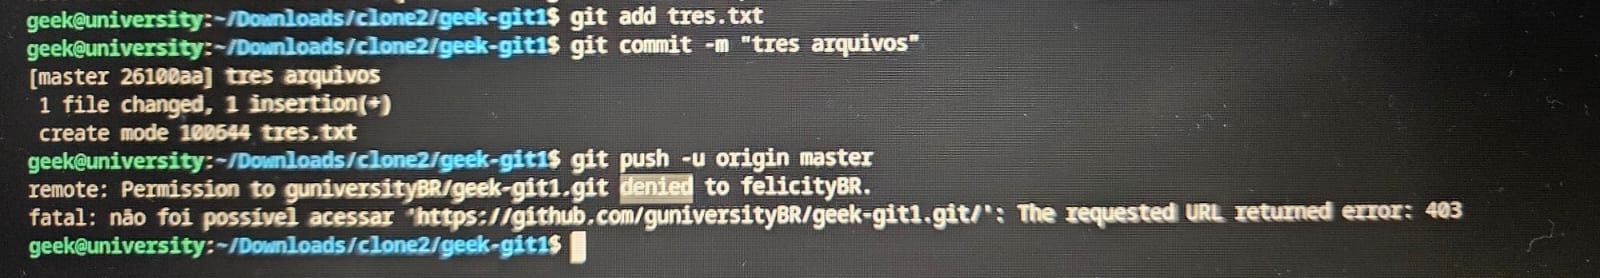 geek@university:~/Downloads/clone2/geek-git1$ git add tres.txt
geek@university:~/Downloads/clone2/geek-git1$ git commit -m "tres arquivos"
[master 26100aa] tres arquivos
 1 file changed, 1 insertion(+)
 create mode 100644 tres.txt
geek@university:~/Downloads/clone2/geek-git1$ git push -u origin master
remote: Permission to guniversityBR/geek-git1.git denied to felicityBR.
fatal: não foi possível acessar 'https://github.com/guniversityBR/geek-git1.git/': The requested URL returned error: 403
geek@university:~/Downloads/clone2/geek-git1$